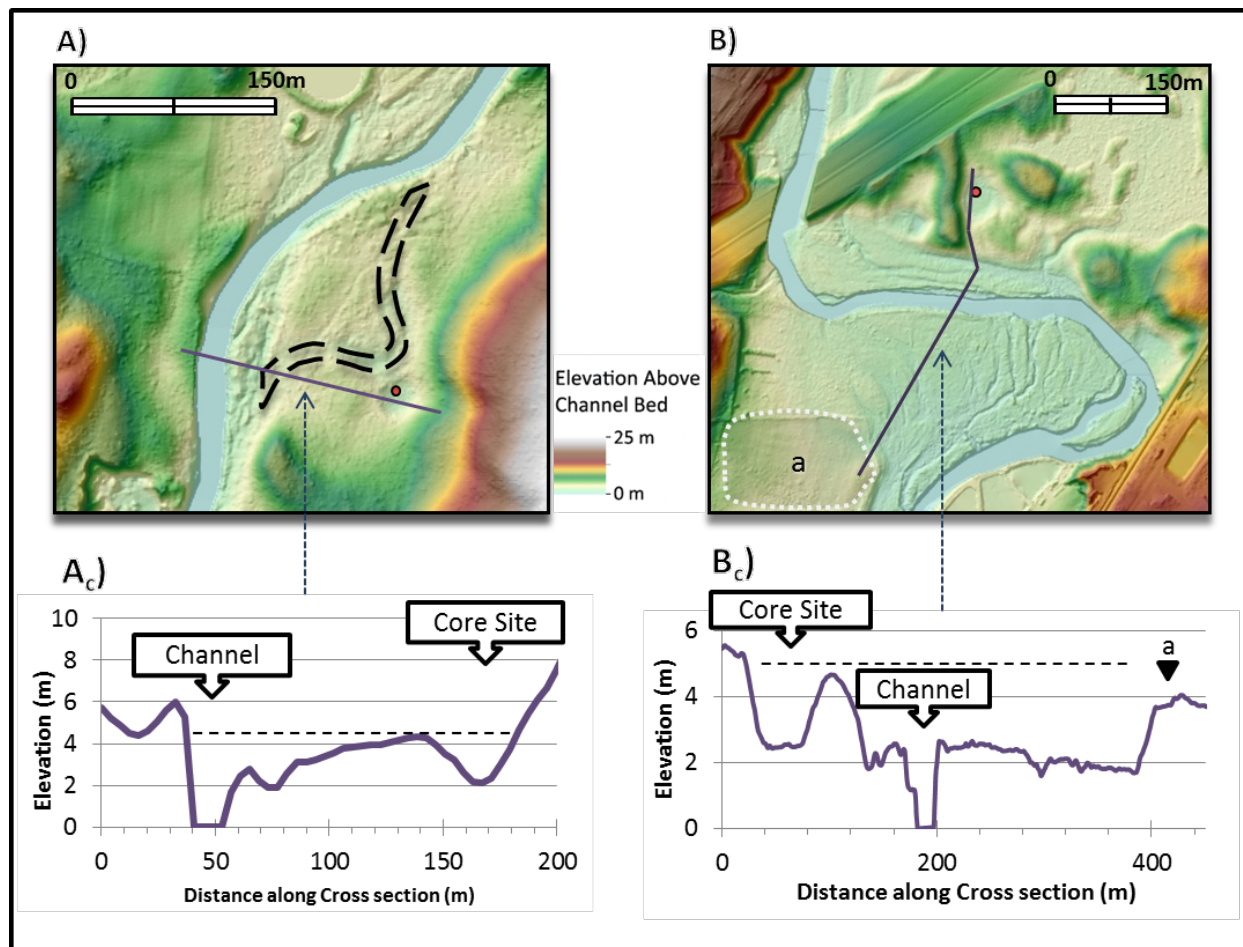 A)
0 150m
B)
0 150m
a
Elevation Above
Channel Bed
25 m
0 m
Ac)
Core Site
Channel
10
8
6
4
2
0
Elevation (m)
0 50 100 150 200
Distance along Cross section (m)
Bc)
Core Site
a
Channel
6
4
2
0
Elevation (m)
0 200 400
Distance along Cross section (m)